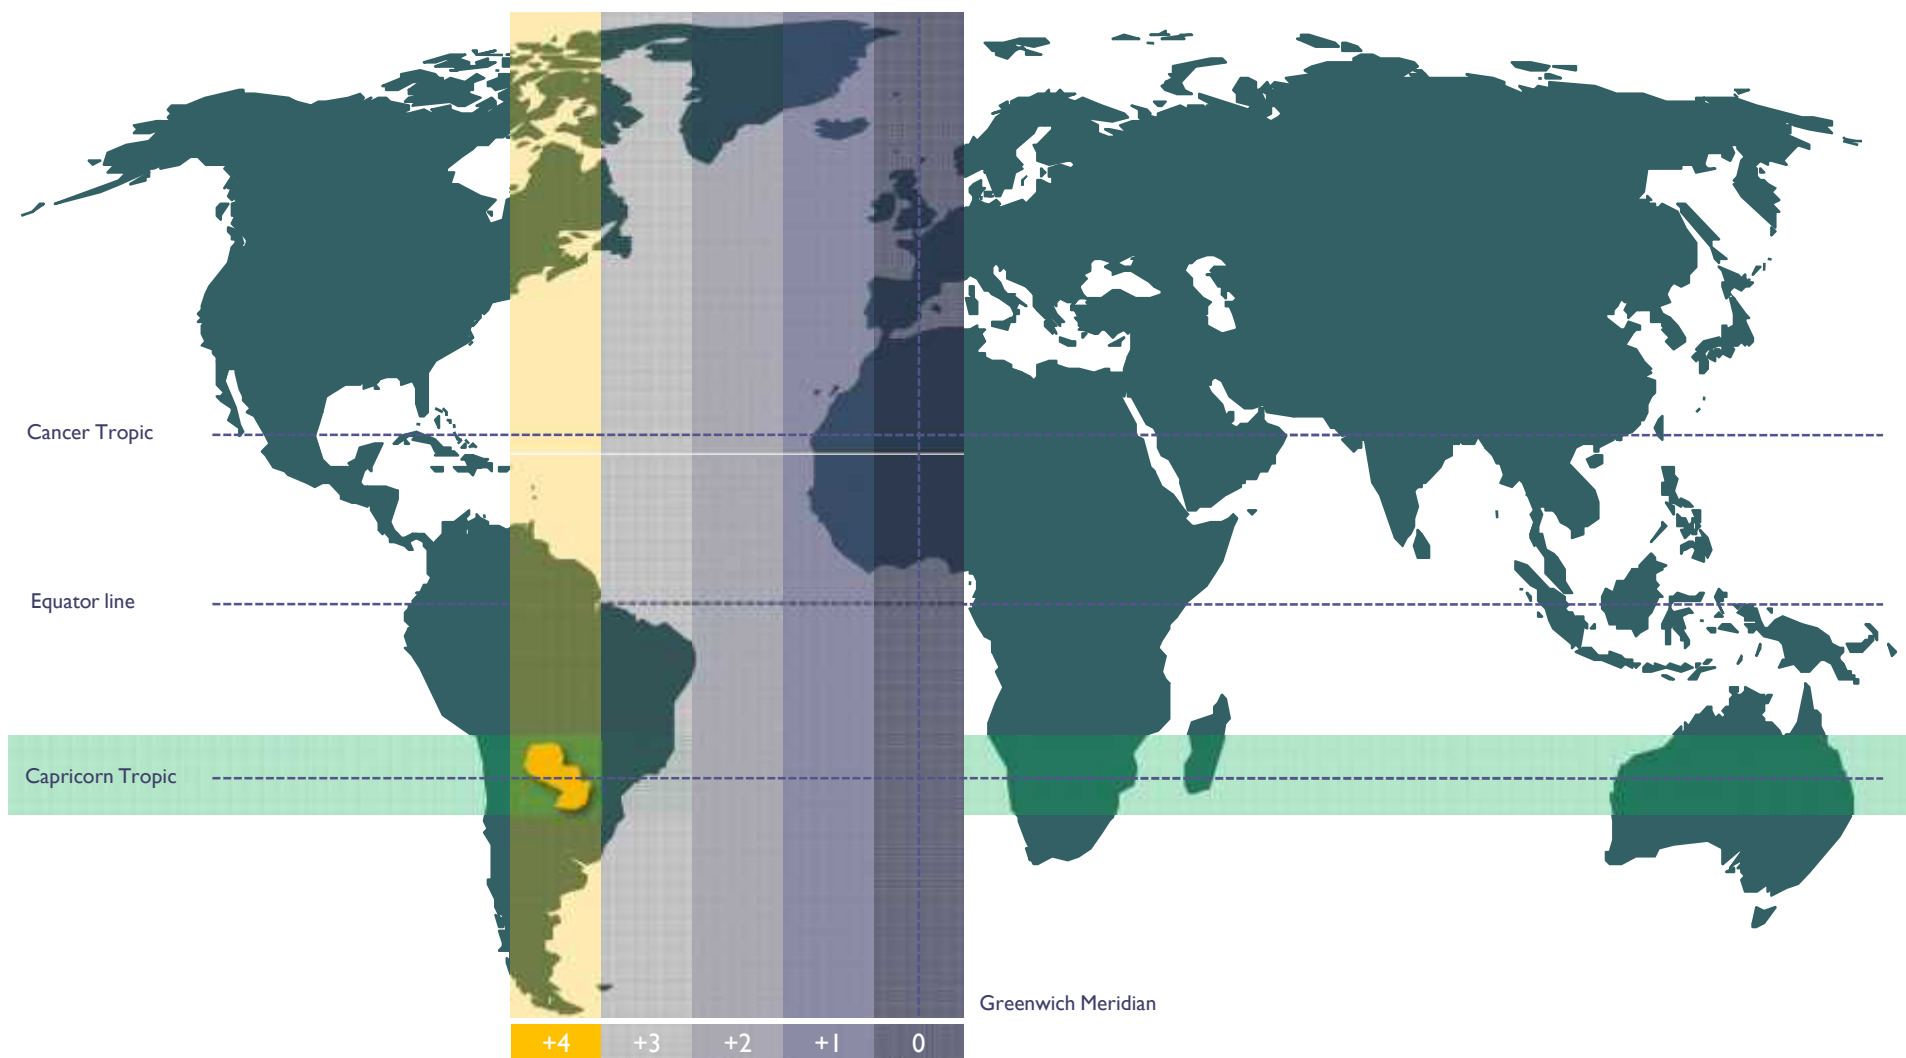 Cancer Tropic
Equator line
Capricorn Tropic
Greenwich Meridian
+4 +3 +2 +1 0